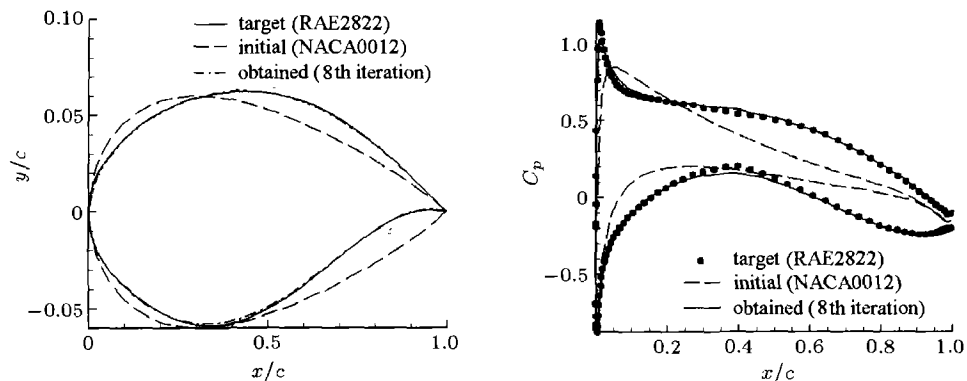 0.10
target (RAE2822)
initial (NACA0012)
obtained (8th iteration)
0.05
y/c
0
−0.05
0
0.5
1.0
x/c
1.0
0.5
C_p
0
−0.5
target (RAE2822)
initial (NACA0012)
obtained (8th iteration)
0.2
0.4
0.6
0.8
1.0
x/c